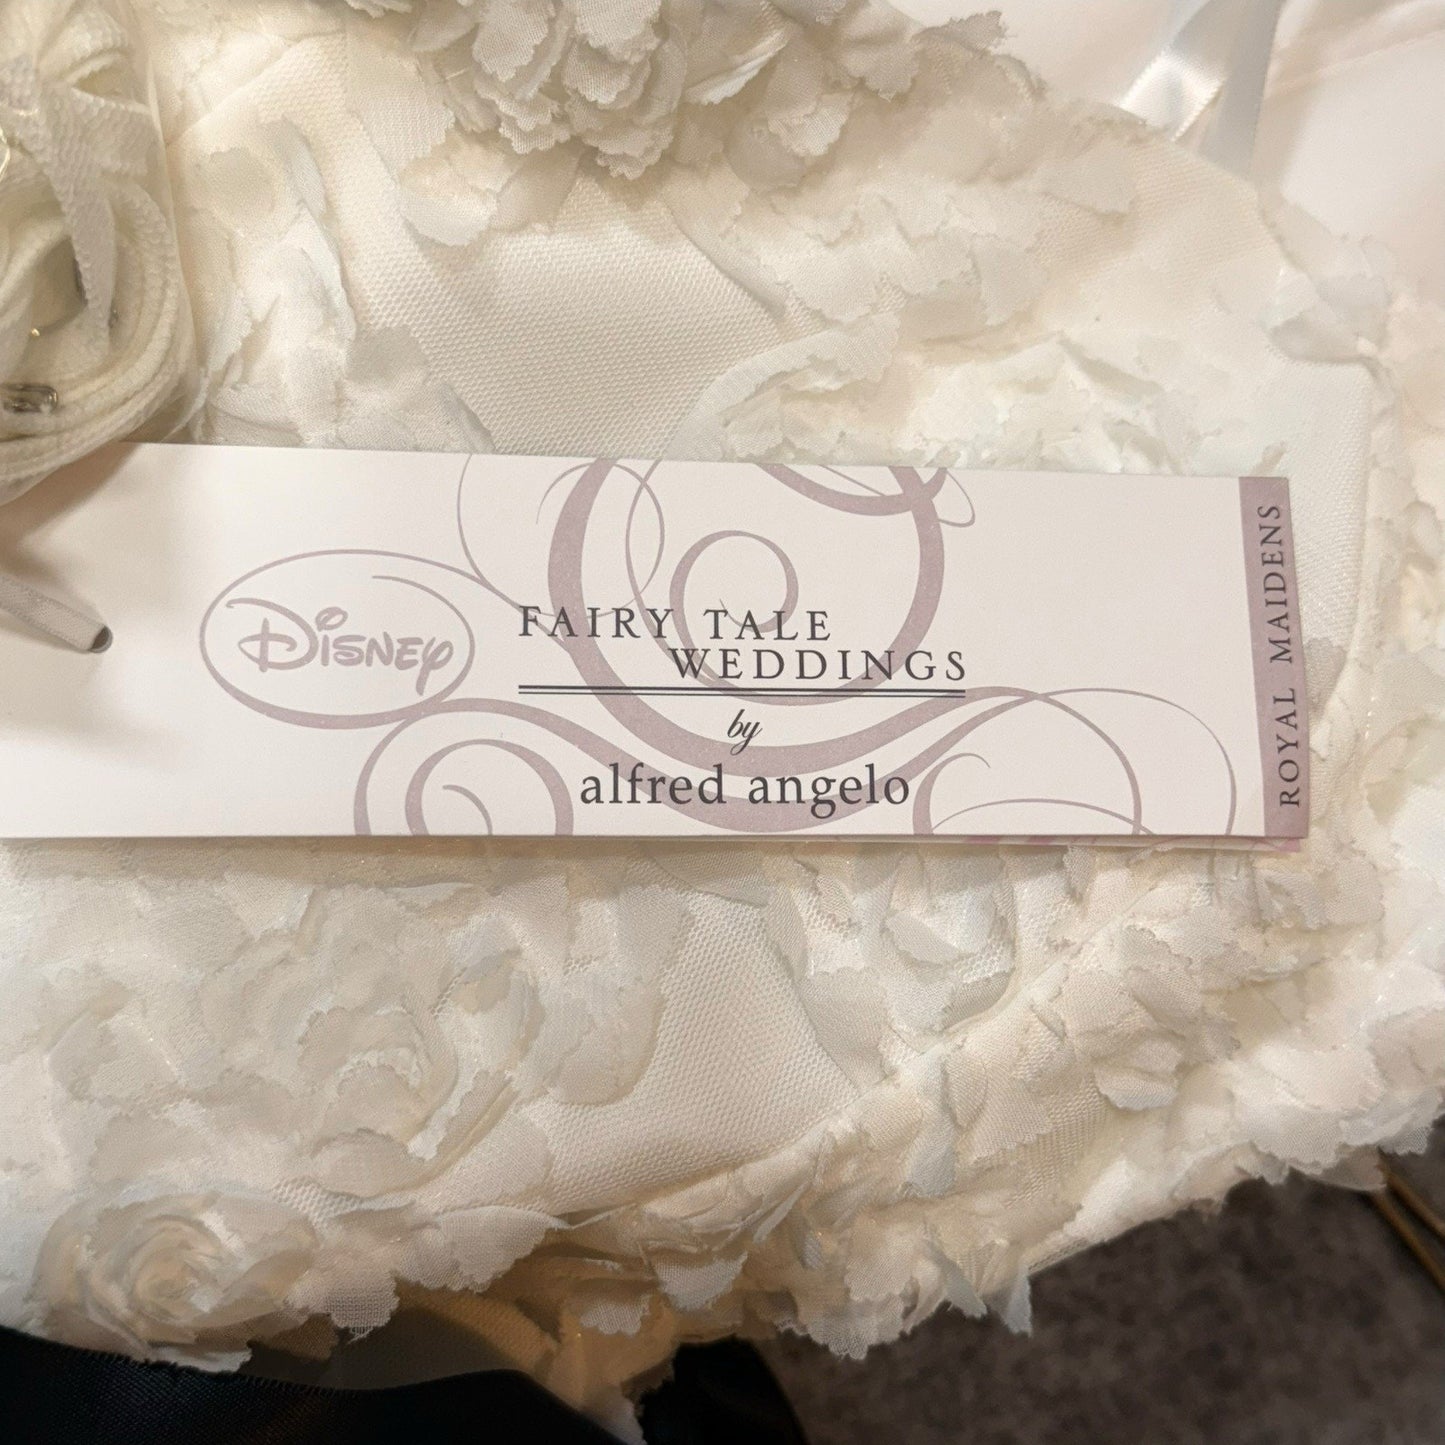 Disney
FAIRY TALE
WEDDINGS
by
alfred angelo
ROYAL MAIDENS